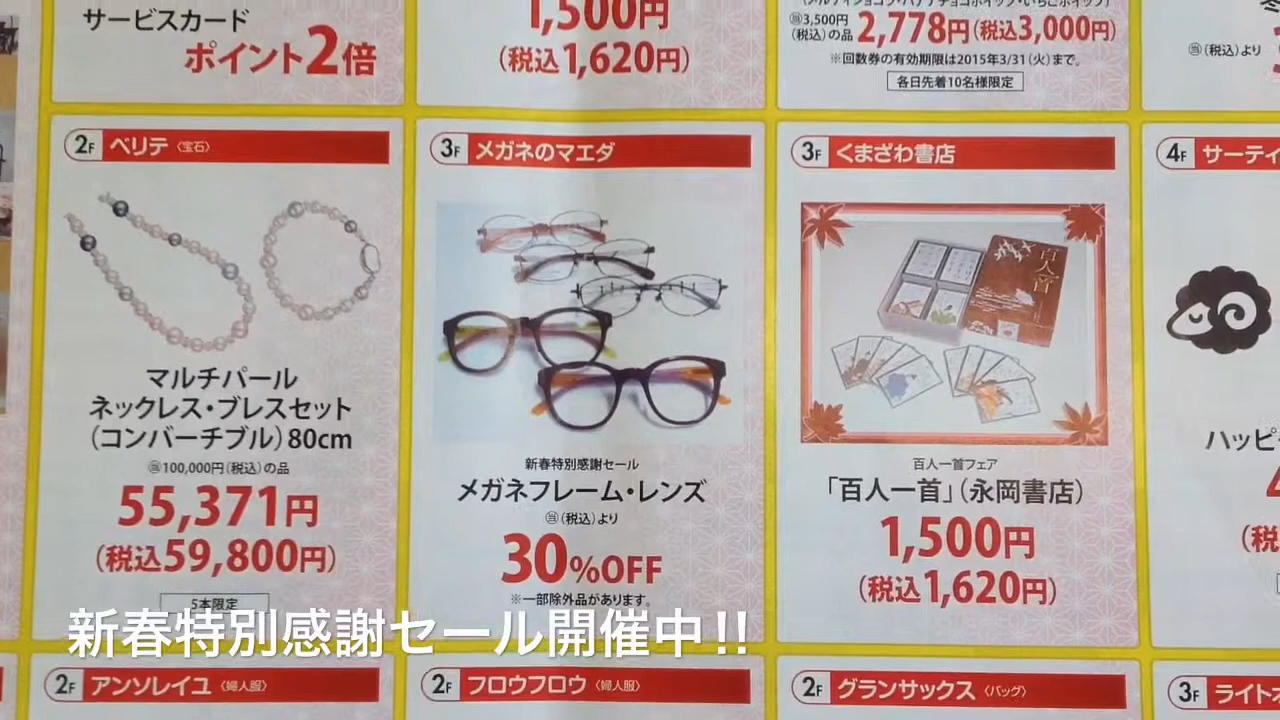 サービスカード
ポイント2倍
1,500円
(税込1,620円)
㊜3,500円
(税込)の品 2,778円(税込3,000円)
※回数券の有効期限は2015年3/31(火)まで。
各日先着10名様限定
(税込)より
2F ベリテ〈宝石〉
マルチパール
ネックレス・ブレスセット
(コンバーチブル)80cm
㊜100,000円(税込)の品
55,371円
(税込59,800円)
5本限定
3F メガネのマエダ
新春特別感謝セール
メガネフレーム・レンズ
㊜(税込)より
30%OFF
※一部除外品があります。
3F くまざわ書店
百人一首
百人一首フェア
「百人一首」(永岡書店)
1,500円
(税込1,620円)
4F サーティ
ハッピ
(税
新春特別感謝セール開催中!!
2F アンソレイユ〈婦人服〉
2F フロウフロウ〈婦人服〉
2F グランサックス〈バッグ〉
3F ライトオ